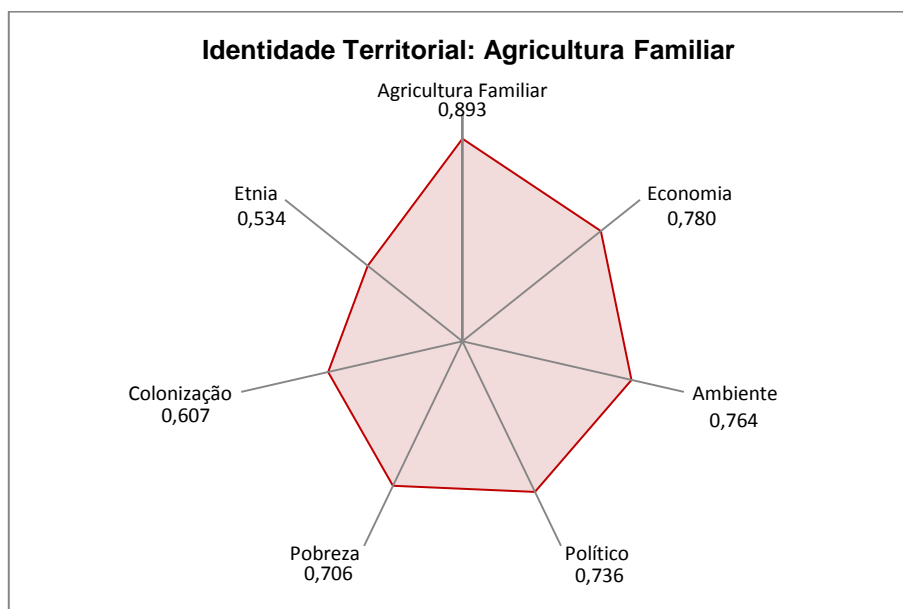 Identidade Territorial: Agricultura Familiar
Agricultura Familiar
0,893
Economia
0,780
Ambiente
0,764
Político
0,736
Pobreza
0,706
Colonização
0,607
Etnia
0,534